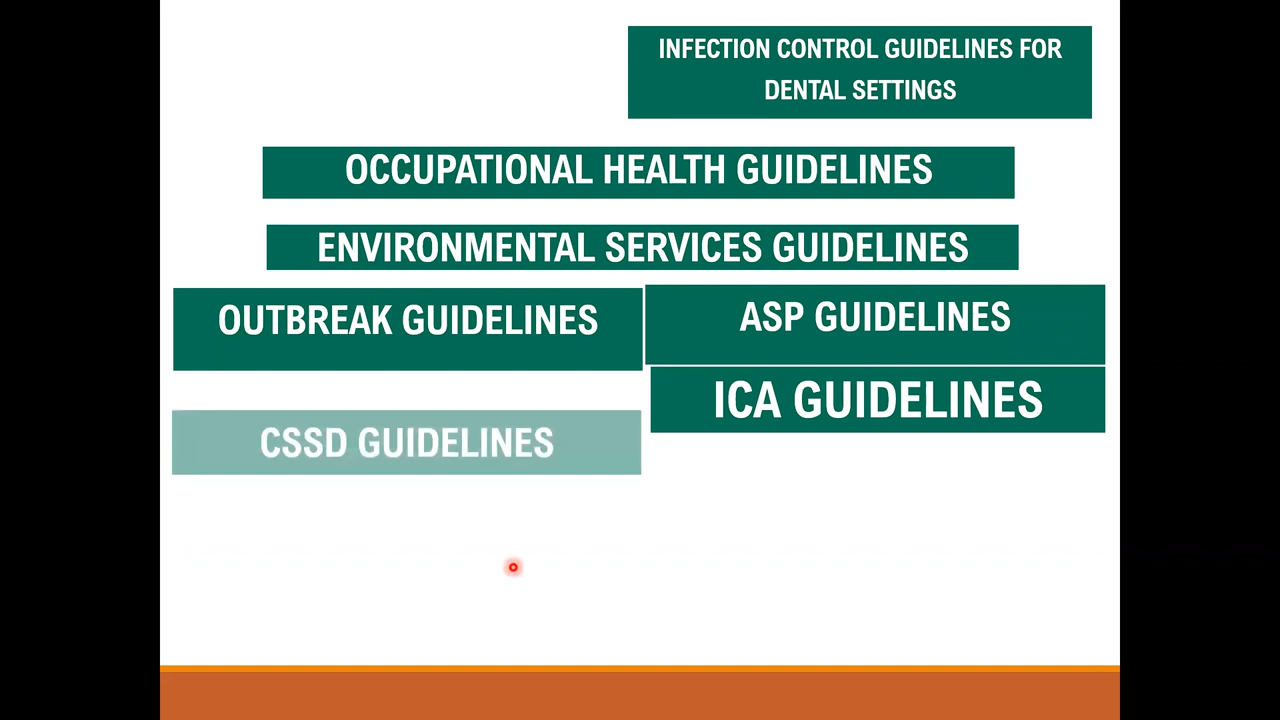 INFECTION CONTROL GUIDELINES FOR
DENTAL SETTINGS
OCCUPATIONAL HEALTH GUIDELINES
ENVIRONMENTAL SERVICES GUIDELINES
OUTBREAK GUIDELINES
ASP GUIDELINES
ICA GUIDELINES
CSSD GUIDELINES